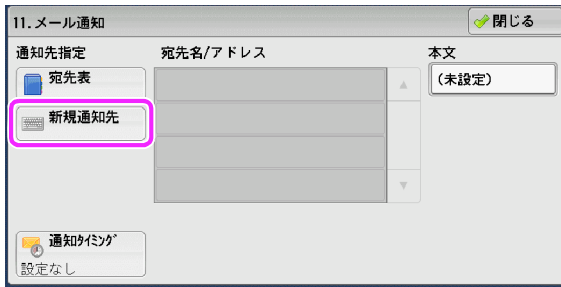 11.メール通知
閉じる
通知先指定
宛先名/アドレス
本文
宛先表
(未設定)
新規通知先
通知ﾀｲﾐﾝｸﾞ
設定なし